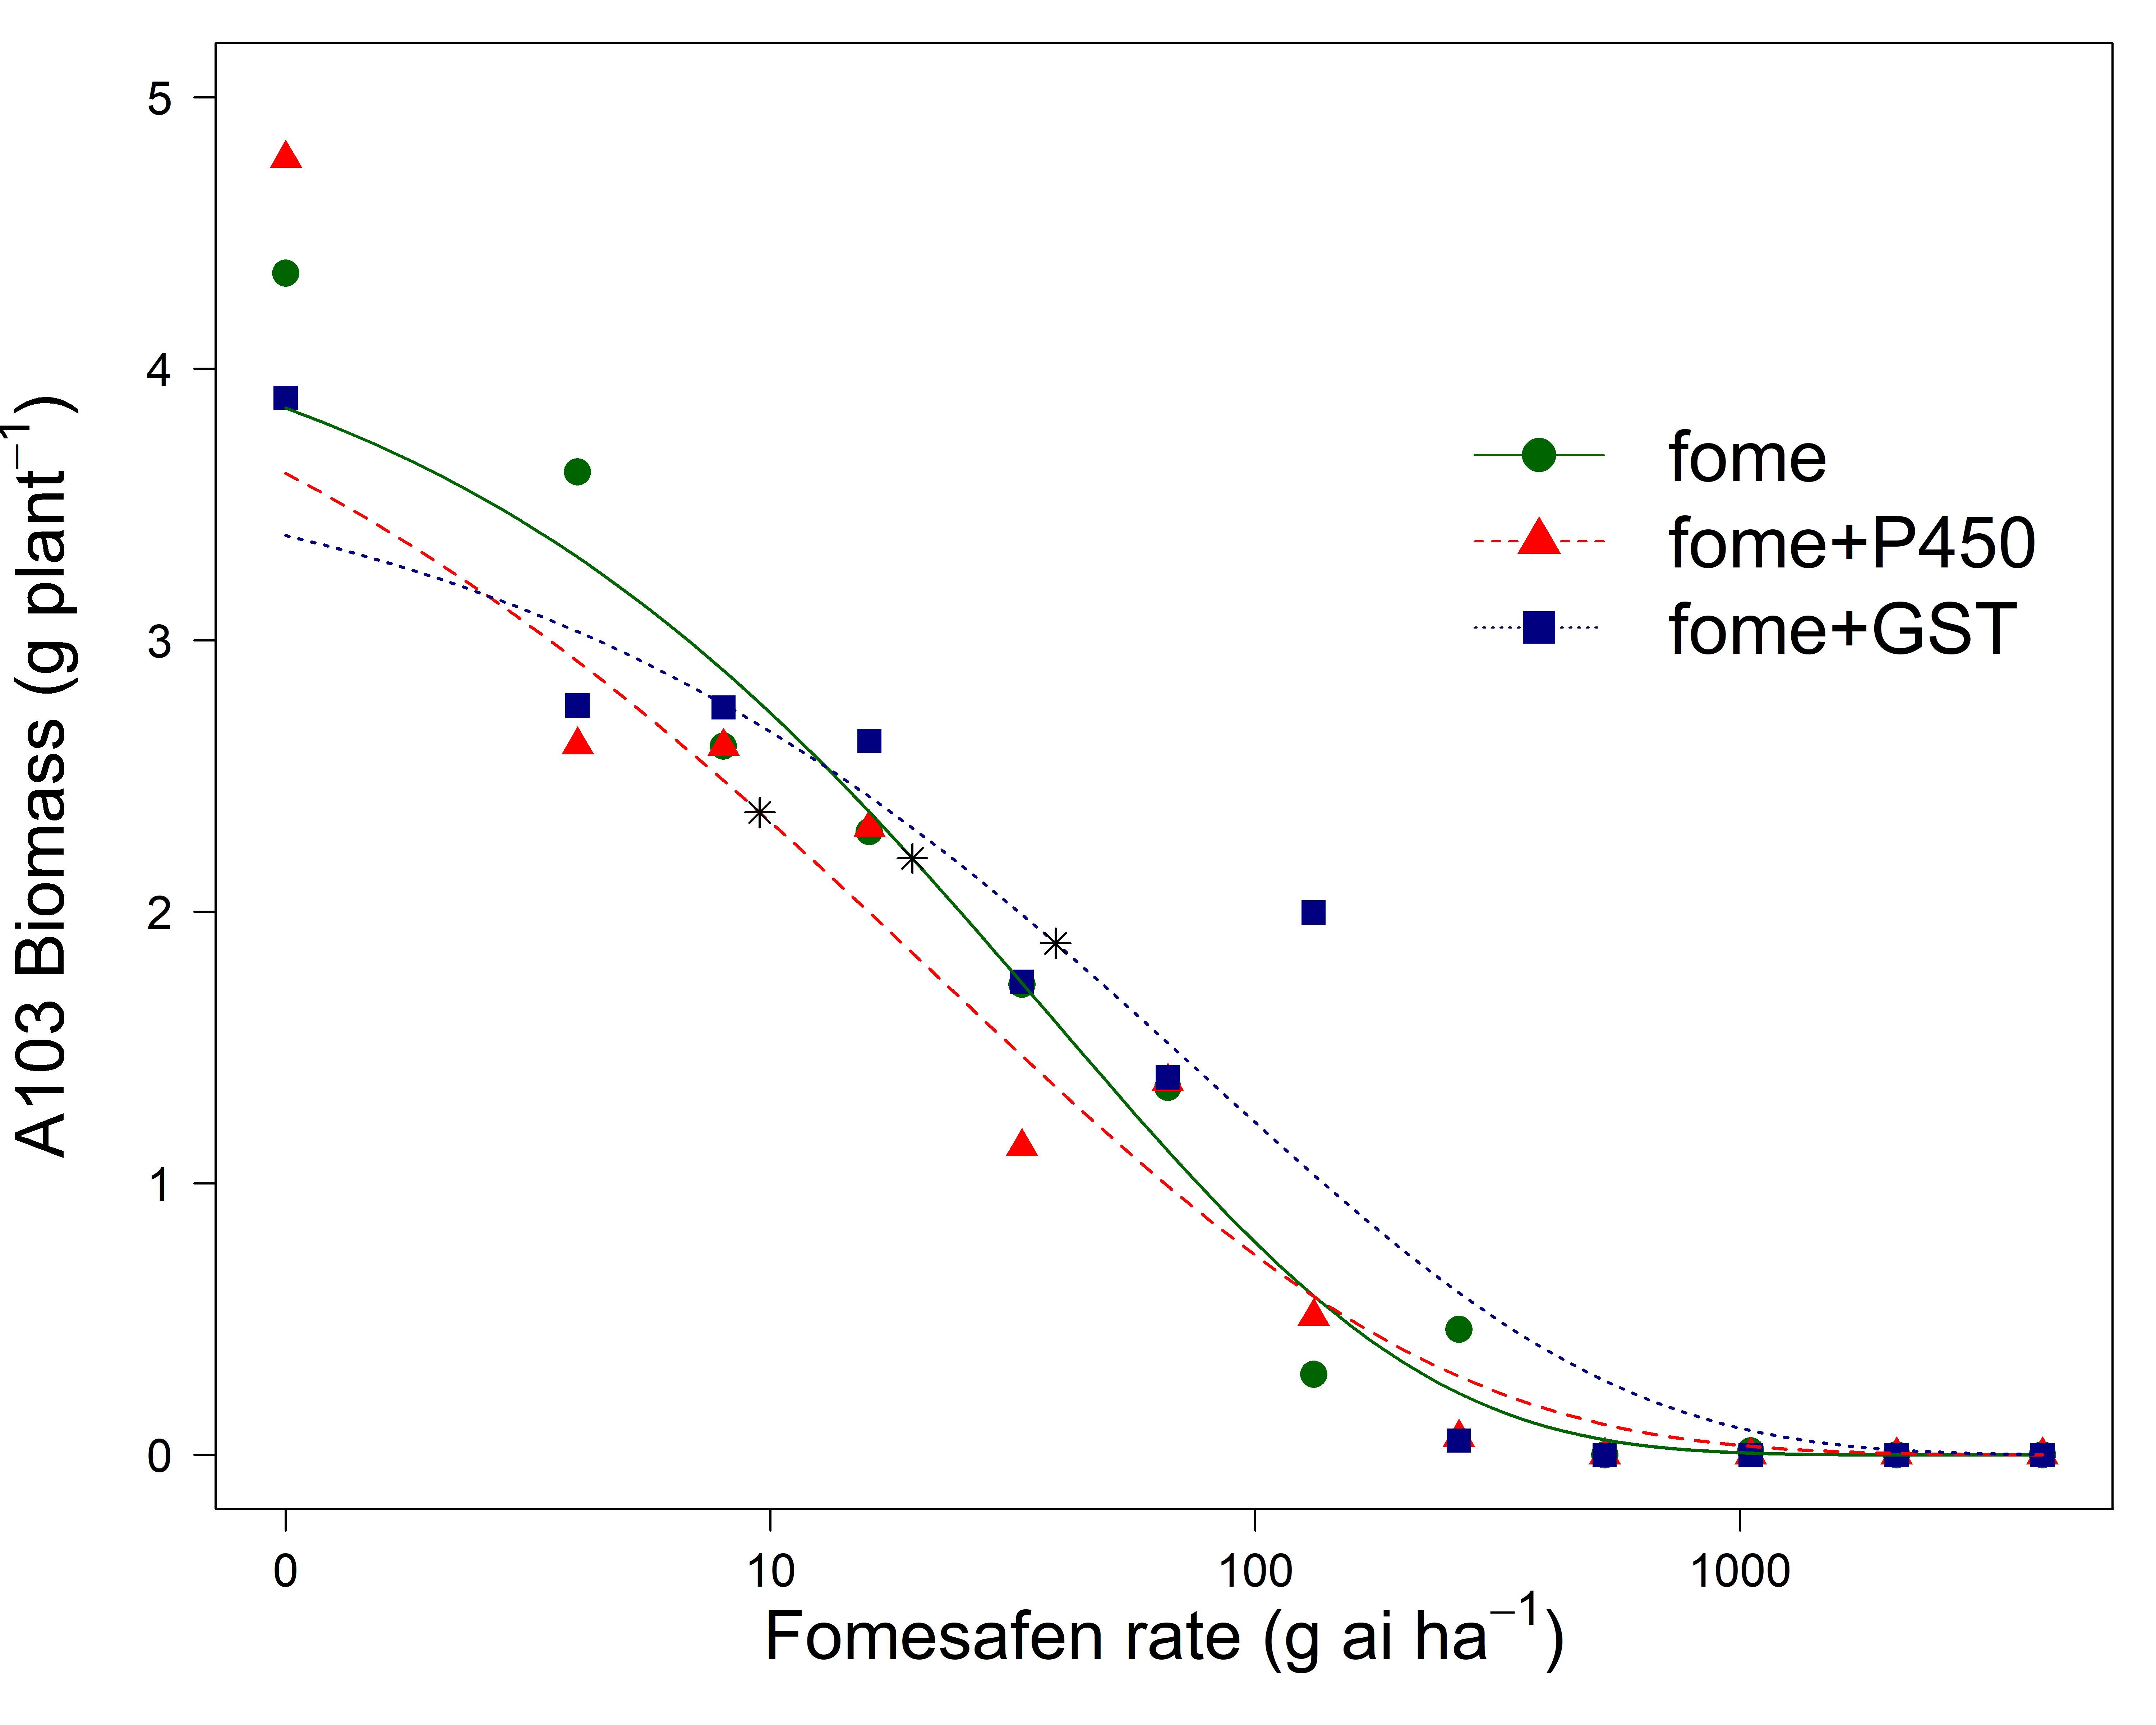 5
4
3
2
1
0
A103 Biomass (g plant⁻¹)
fome
fome+P450
fome+GST
0 10 100 1000
Fomesafen rate (g ai ha⁻¹)